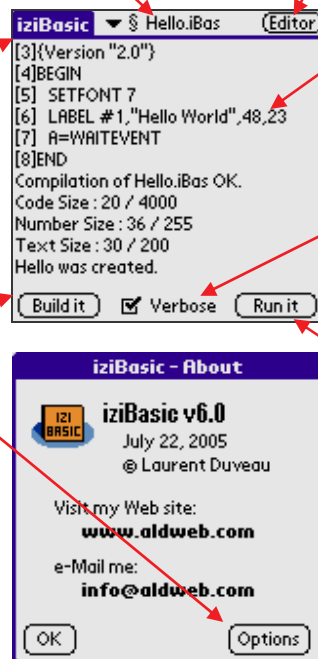 iziBasic ▼ § Hello.iBas (Editor
[3]{Version "2.0"}
[4]BEGIN
[5] SETFONT 7
[6] LABEL #1,"Hello World",48,23
[7] A=WAITEVENT
[8]END
Compilation of Hello.iBas OK.
Code Size : 20 / 4000
Number Size : 36 / 255
Text Size : 30 / 200
Hello was created.
Build it Verbose Run it
iziBasic - About
IZI BASIC
iziBasic v6.0
July 22, 2005
© Laurent Duveau
Visit my Web site:
www.aldweb.com
e-Mail me:
info@aldweb.com
OK Options